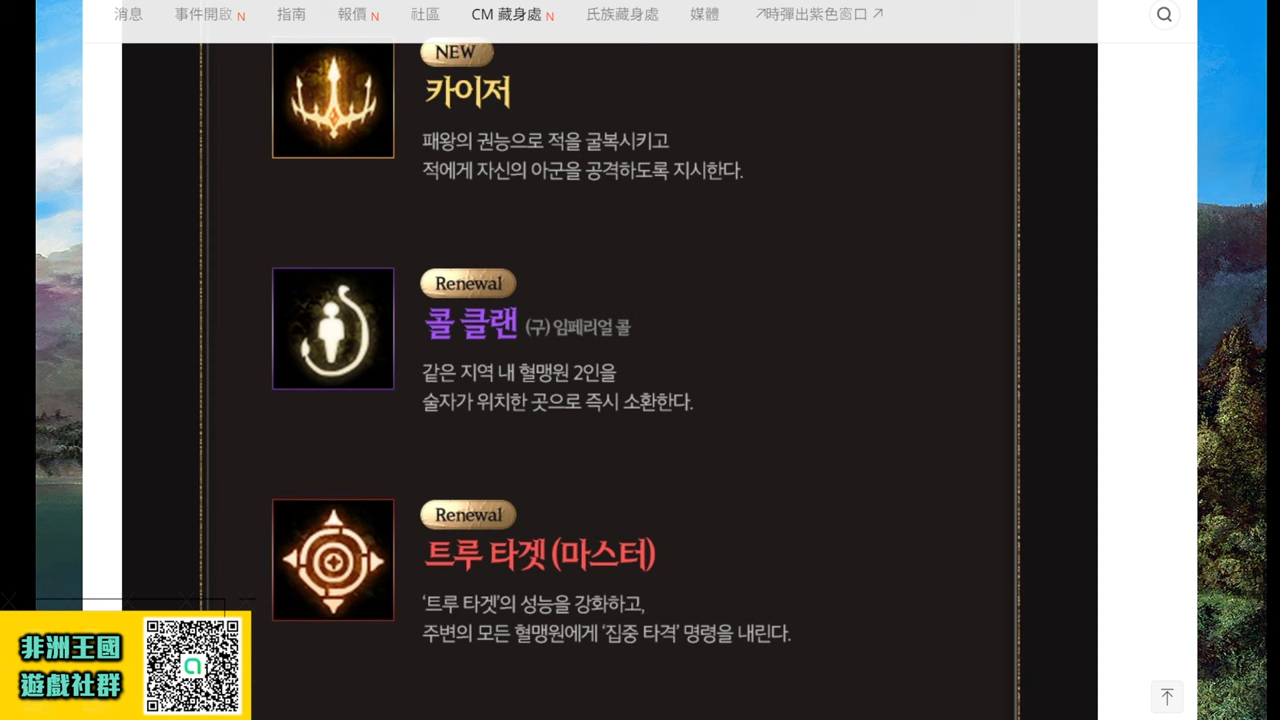 消息 事件開啟 N 指南 報價 N 社區 CM 藏身處 N 氏族藏身處 媒體 ↗時彈出紫色窗口 ↗
NEW
카이저
패왕의 권능으로 적을 굴복시키고
적에게 자신의 아군을 공격하도록 지시한다.
Renewal
콜 클랜 (구) 임페리얼 콜
같은 지역 내 혈맹원 2인을
술자가 위치한 곳으로 즉시 소환한다.
Renewal
트루 타겟 (마스터)
‘트루 타겟’의 성능을 강화하고,
주변의 모든 혈맹원에게 ‘집중 타격’ 명령을 내린다.
非洲王國
遊戲社群